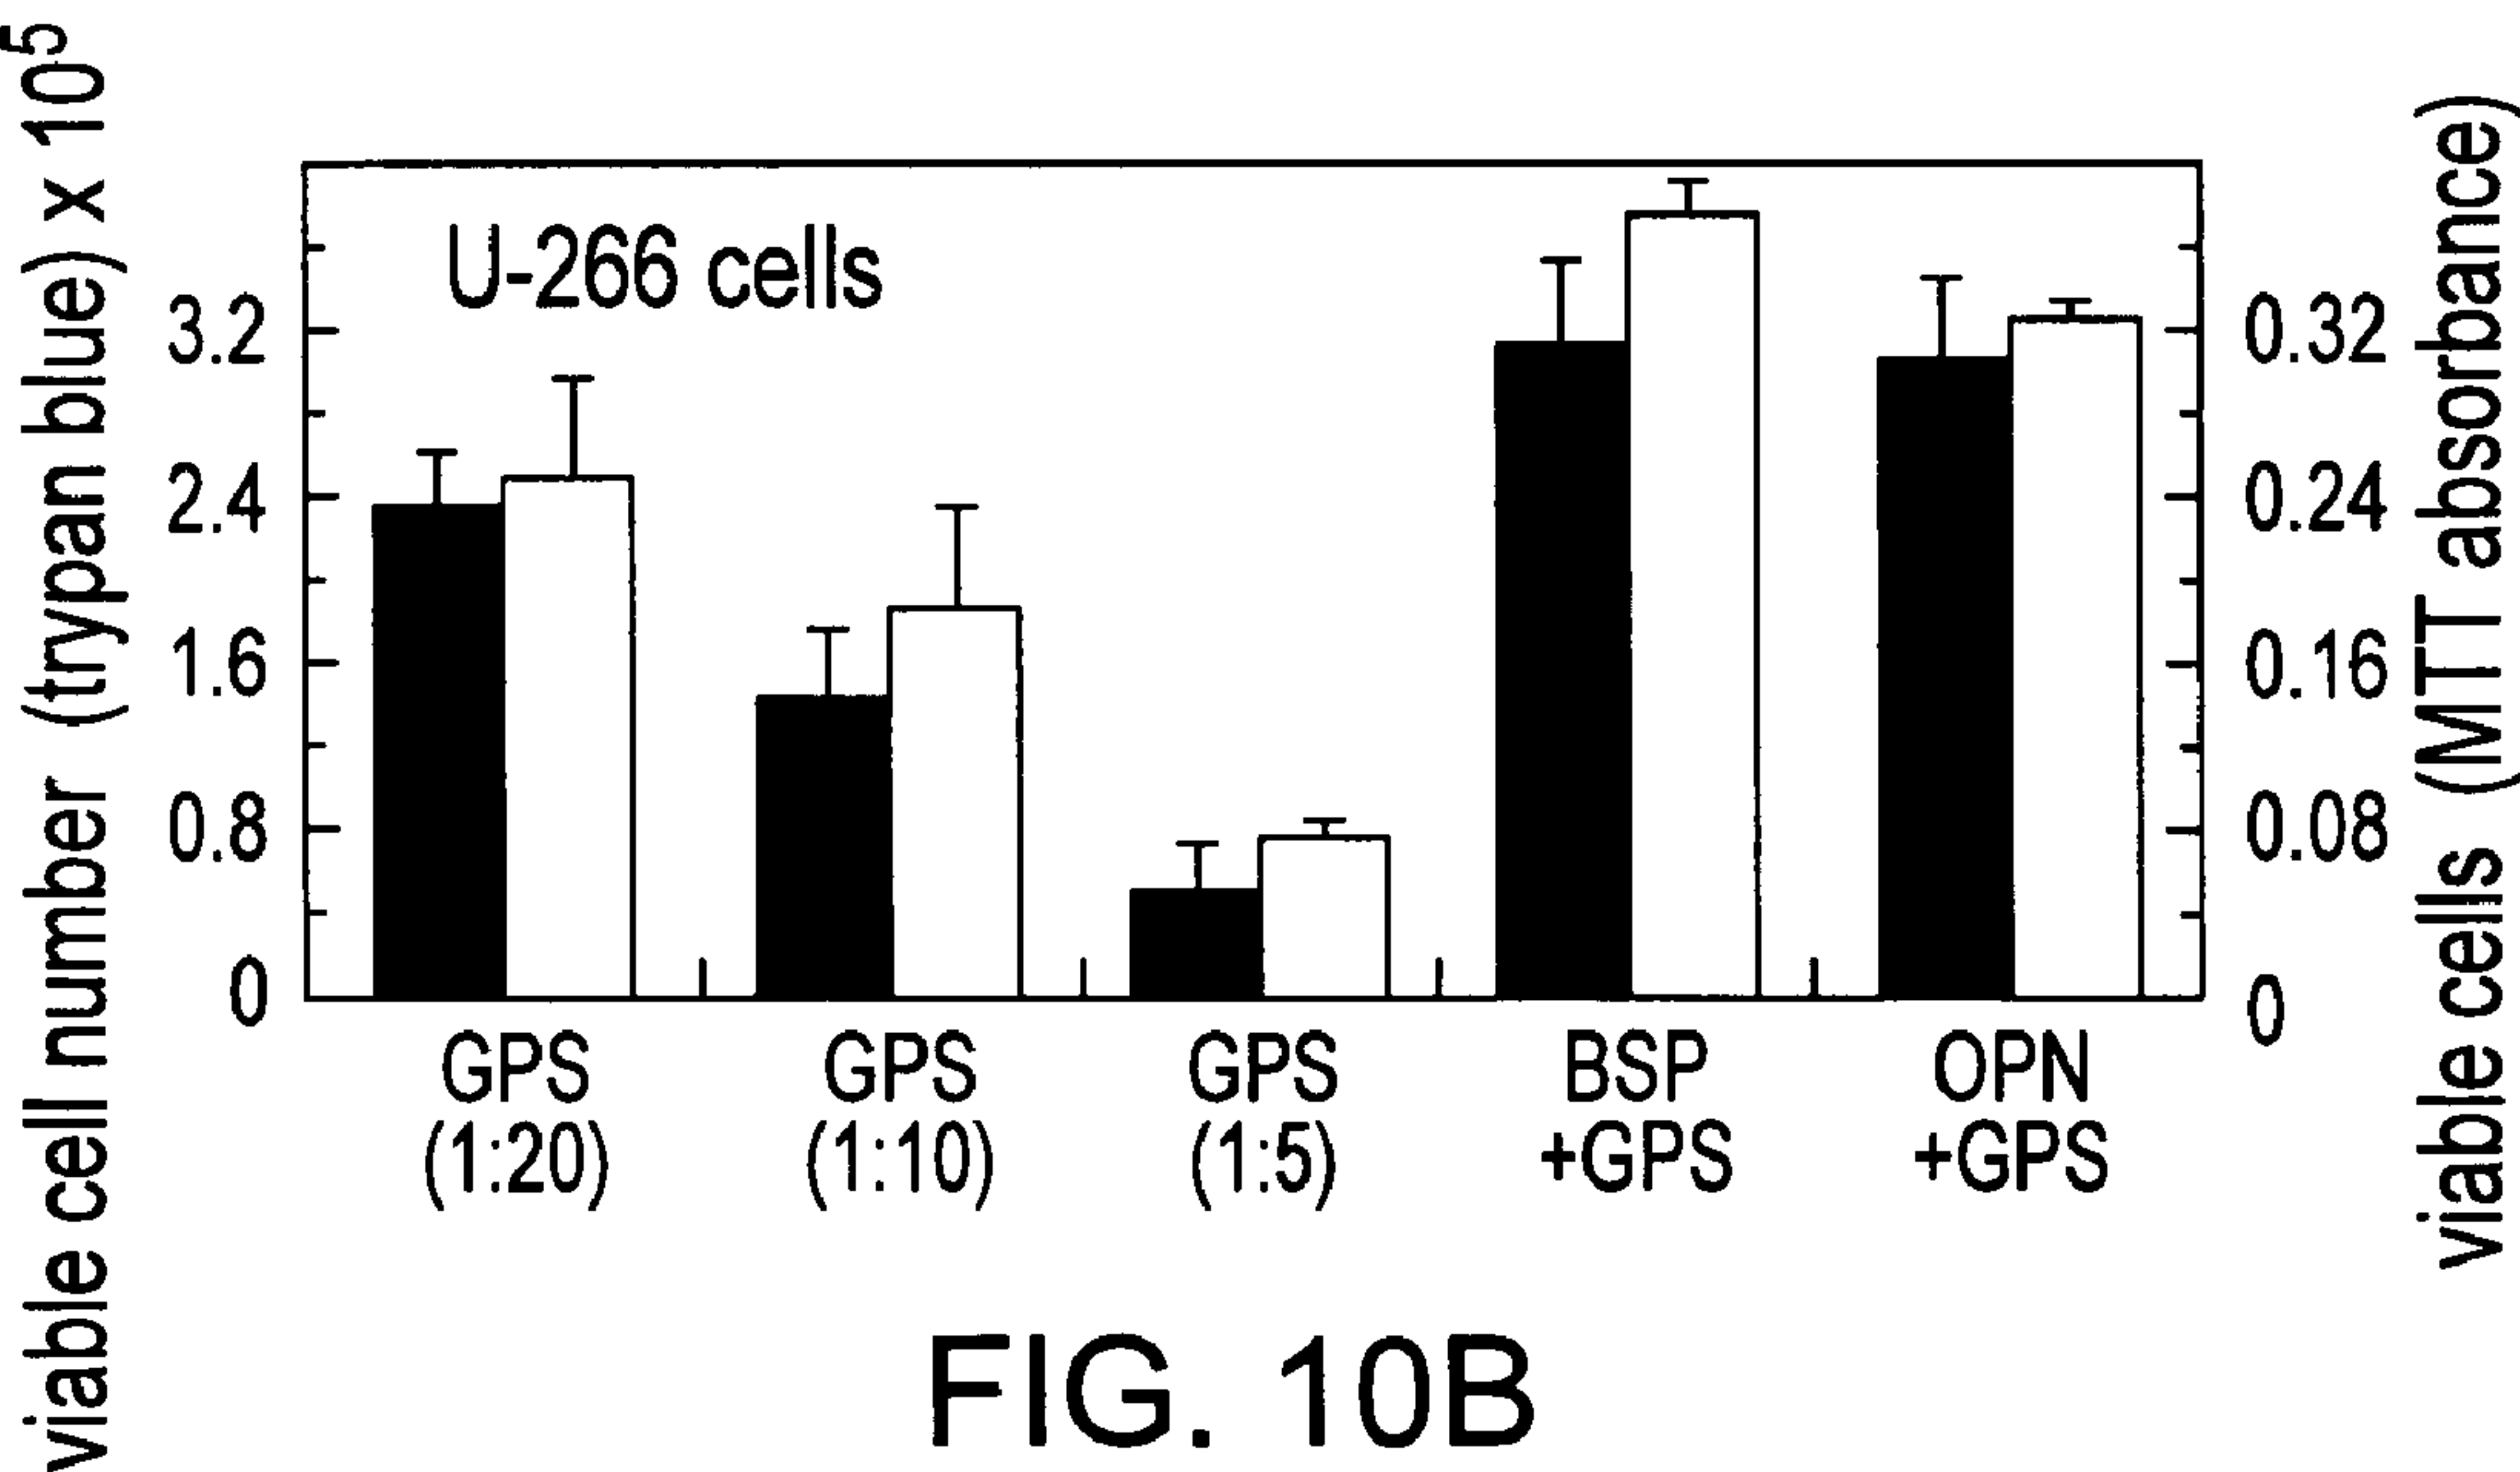 viable cell number (trypan blue) x 10⁵
U-266 cells
3.2
2.4
1.6
0.8
0
0.32
0.24
0.16
0.08
0
viable cells (MTT absorbance)
GPS
(1:20)
GPS
(1:10)
GPS
(1:5)
BSP
+GPS
OPN
+GPS
FIG. 10B